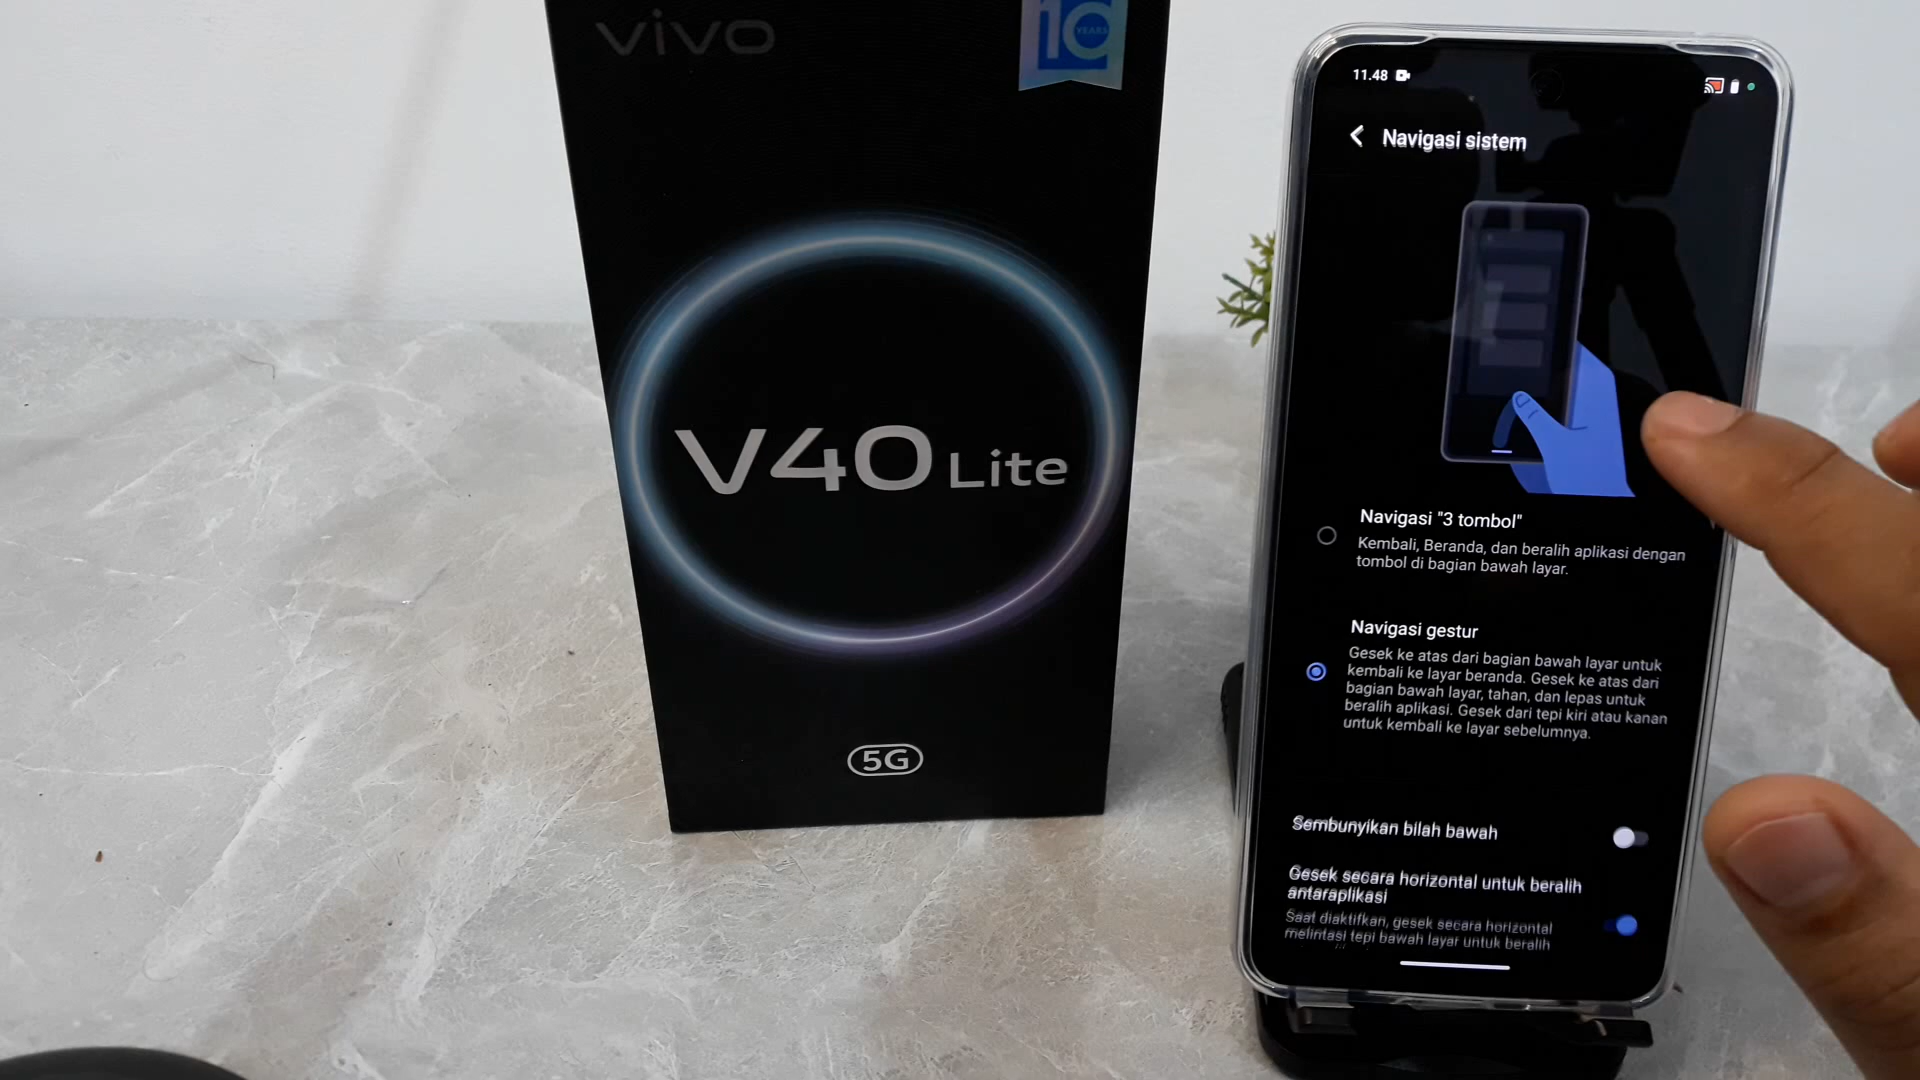 vivo
10
YEARS
V40 Lite
5G
11.48
Navigasi sistem
Navigasi "3 tombol"
Kembali, Beranda, dan beralih aplikasi dengan
tombol di bagian bawah layar.
Navigasi gestur
Gesek ke atas dari bagian bawah layar untuk
kembali ke layar beranda. Gesek ke atas dari
bagian bawah layar, tahan, dan lepas untuk
beralih aplikasi. Gesek dari tepi kiri atau kanan
untuk kembali ke layar sebelumnya.
Sembunyikan bilah bawah
Gesek secara horizontal untuk beralih
antaraplikasi
Saat diaktifkan, gesek secara horizontal
melintasi tepi bawah layar untuk beralih